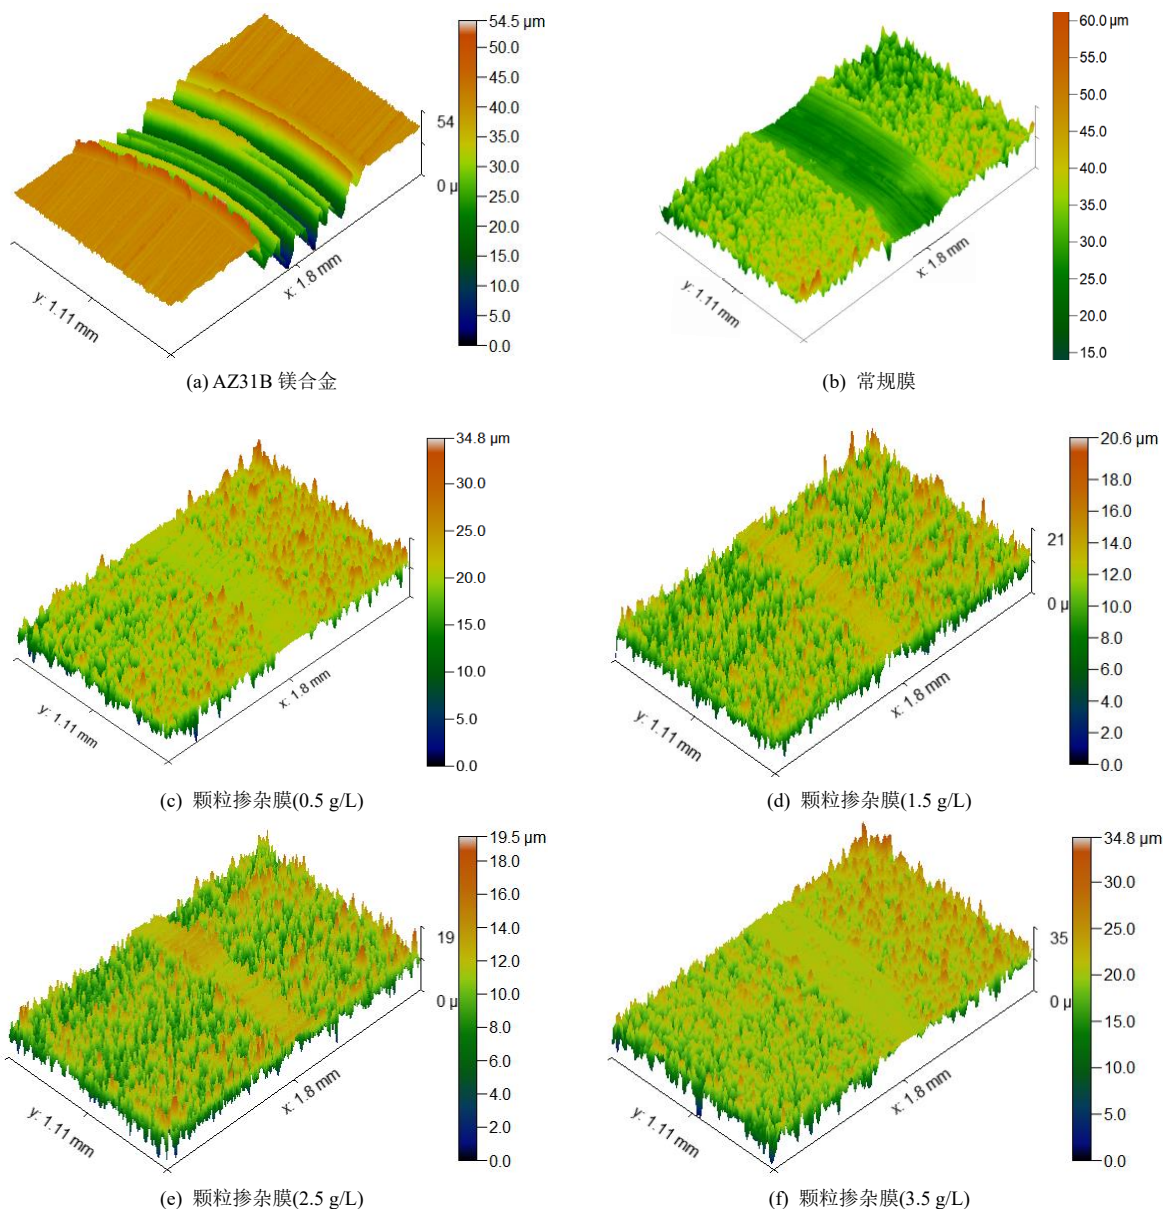 54.5 µm
50.0
45.0
40.0
35.0
30.0
25.0
20.0
15.0
10.0
5.0
0.0
54
0 µ
x: 1.8 mm
y: 1.11 mm
(a) AZ31B 镁合金
60.0 µm
55.0
50.0
45.0
40.0
35.0
30.0
25.0
20.0
15.0
x: 1.8 mm
y: 1.11 mm
(b) 常规膜
34.8 µm
30.0
25.0
20.0
15.0
10.0
5.0
0.0
x: 1.8 mm
y: 1.11 mm
(c) 颗粒掺杂膜(0.5 g/L)
20.6 µm
18.0
16.0
14.0
12.0
10.0
8.0
6.0
4.0
2.0
0.0
21
0 µ
x: 1.8 mm
y: 1.11 mm
(d) 颗粒掺杂膜(1.5 g/L)
19.5 µm
18.0
16.0
14.0
12.0
10.0
8.0
6.0
4.0
2.0
0.0
19
0 µ
x: 1.8 mm
y: 1.11 mm
(e) 颗粒掺杂膜(2.5 g/L)
34.8 µm
30.0
25.0
20.0
15.0
10.0
5.0
0.0
35
0 µ
x: 1.8 mm
y: 1.11 mm
(f) 颗粒掺杂膜(3.5 g/L)